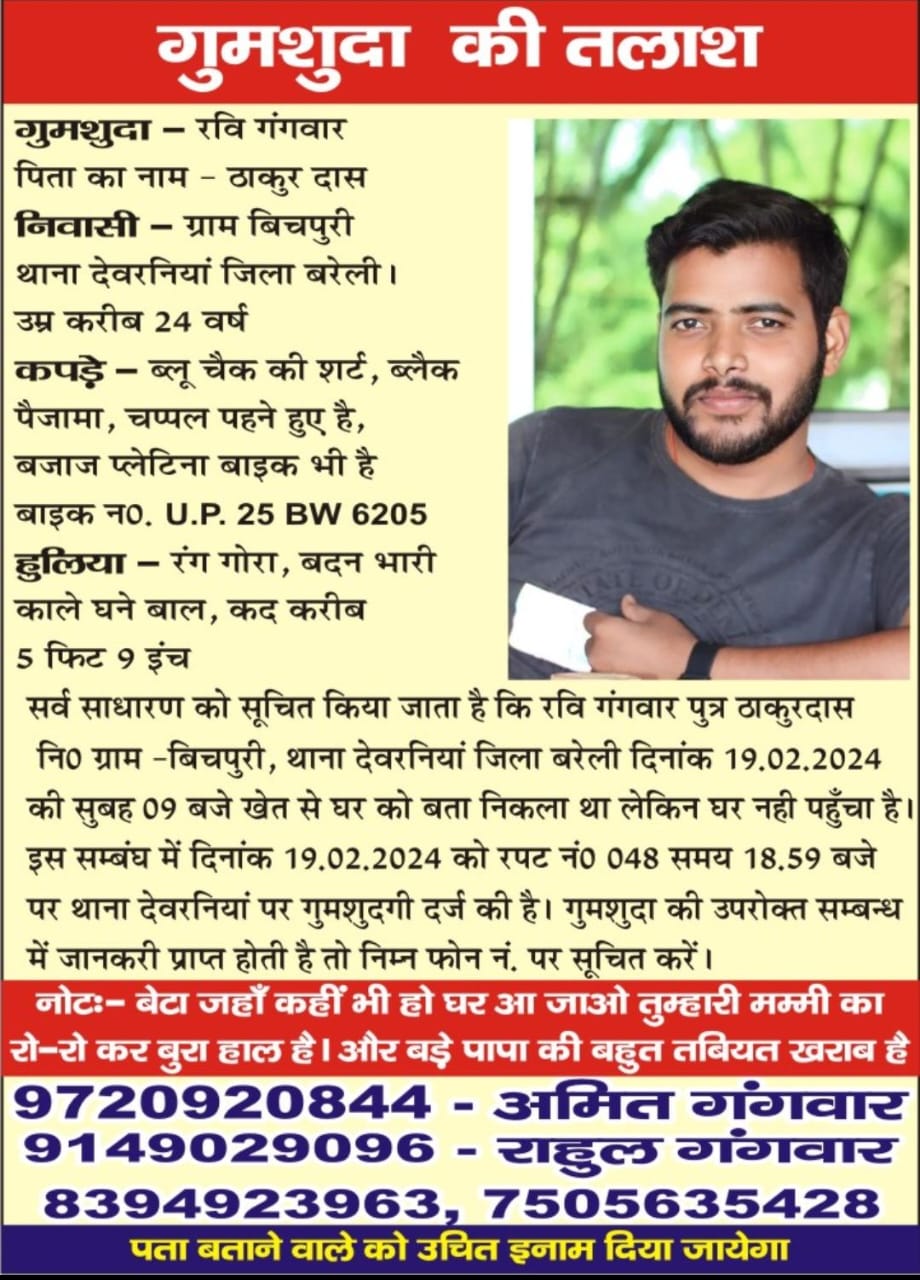 गुमशुदा की तलाश
गुमशुदा – रवि गंगवार
पिता का नाम - ठाकुर दास
निवासी – ग्राम बिचपुरी
थाना देवरनियां जिला बरेली।
उम्र करीब 24 वर्ष
कपड़े – ब्लू चैक की शर्ट, ब्लैक
पैजामा, चप्पल पहने हुए है,
बजाज प्लेटिना बाइक भी है
बाइक न0. U.P. 25 BW 6205
हुलिया – रंग गोरा, बदन भारी
काले घने बाल, कद करीब
5 फिट 9 इंच
सर्व साधारण को सूचित किया जाता है कि रवि गंगवार पुत्र ठाकुरदास
नि0 ग्राम -बिचपुरी, थाना देवरनियां जिला बरेली दिनांक 19.02.2024
की सुबह 09 बजे खेत से घर को बता निकला था लेकिन घर नही पहुँचा है।
इस सम्बंघ में दिनांक 19.02.2024 को रपट नं0 048 समय 18.59 बजे
पर थाना देवरनियां पर गुमशुदगी दर्ज की है। गुमशुदा की उपरोक्त सम्बन्ध
में जानकरी प्राप्त होती है तो निम्न फोन नं. पर सूचित करें।
नोटः– बेटा जहाँ कहीं भी हो घर आ जाओ तुम्हारी मम्मी का
रो-रो कर बुरा हाल है। और बड़े पापा की बहुत तबियत खराब है
9720920844 - अमित गंगवार
9149029096 - राहुल गंगवार
8394923963, 7505635428
पता बताने वाले को उचित इनाम दिया जायेगा